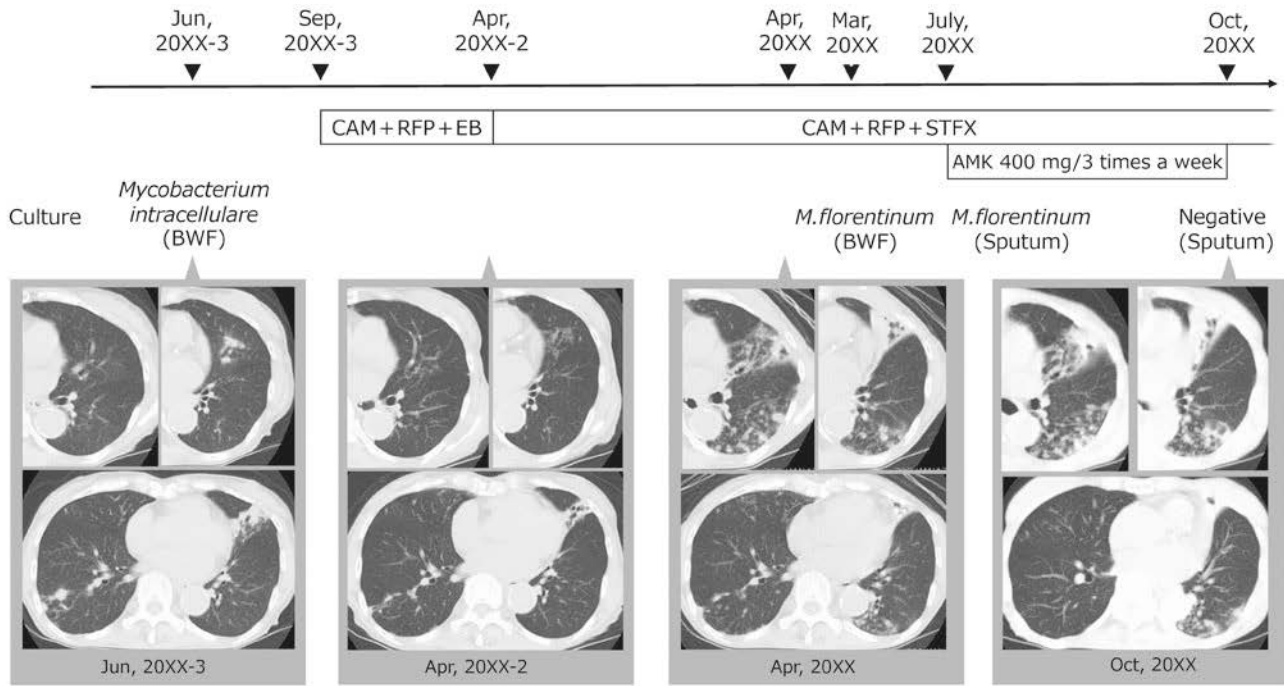 Jun,
20XX-3
Sep,
20XX-3
Apr,
20XX-2
Apr,
20XX
Mar,
20XX
July,
20XX
Oct,
20XX
CAM+RFP+EB
CAM+RFP+STFX
AMK 400 mg/3 times a week
Culture
Mycobacterium
intracellulare
(BWF)
M.florentinum
(BWF)
M.florentinum
(Sputum)
Negative
(Sputum)
Jun, 20XX-3
Apr, 20XX-2
Apr, 20XX
Oct, 20XX